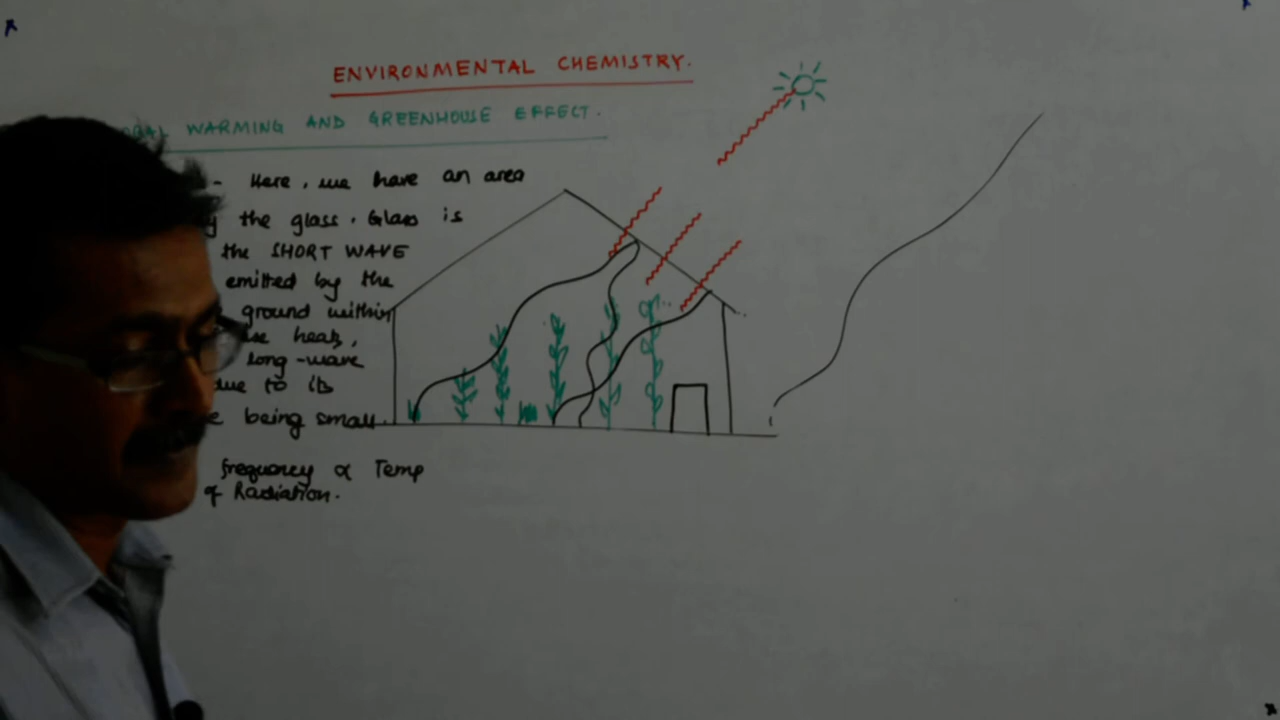 ENVIRONMENTAL CHEMISTRY.
WARMING AND GREENHOUSE EFFECT.
- Here, we have an area
the glass. Glass is
the SHORT WAVE
emitted by the
ground within
heats,
long-wave
due to its
being small.
frequency ∝ Temp
of Radiation.